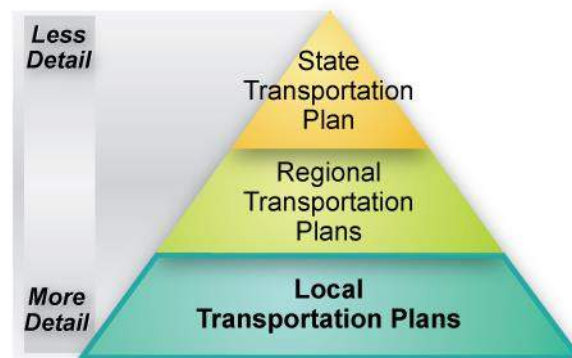 Less
Detail
State
Transportation
Plan
Regional
Transportation
Plans
More
Detail
Local
Transportation Plans